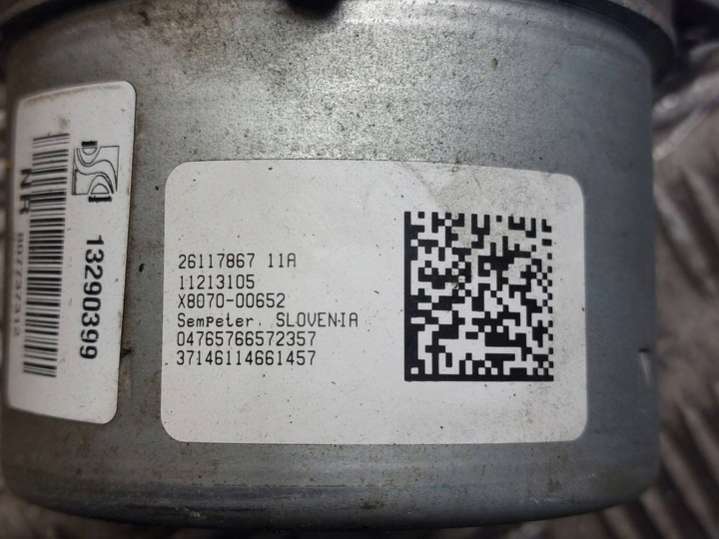 13290399
NR
26117867 11A
11213105
X8070-00652
Sempeter, SLOVENIA
04765766572357
37146114661457